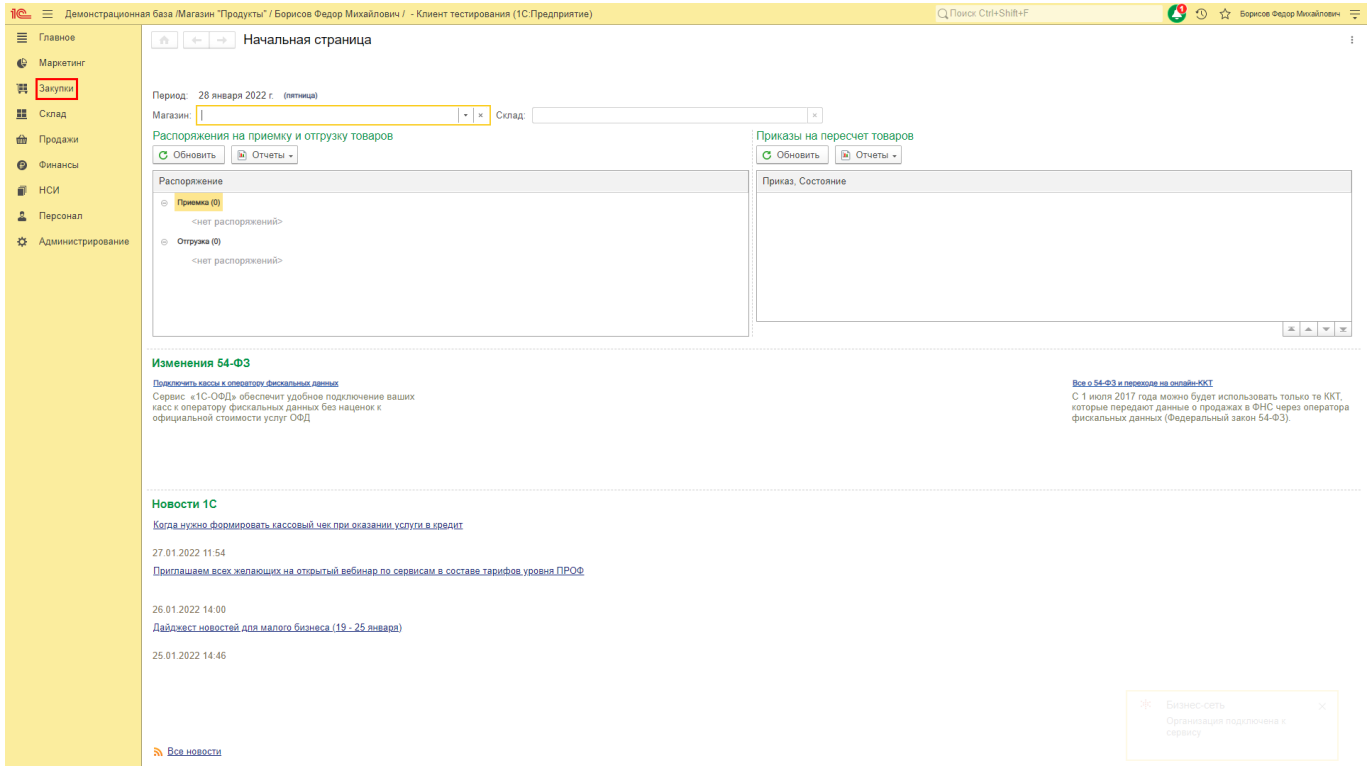 1С Демонстрационная база /Магазин "Продукты" / Борисов Федор Михайлович / - Клиент тестирования (1С:Предприятие) Поиск Ctrl+Shift+F 1 Борисов Федор Михайлович
Главное
Маркетинг
Закупки
Склад
Продажи
Финансы
НСИ
Персонал
Администрирование
Начальная страница
Период: 28 января 2022 г. (пятница)
Магазин: Склад:
Распоряжения на приемку и отгрузку товаров
Обновить Отчеты
Распоряжение
Приемка (0)
<нет распоряжений>
Отгрузка (0)
<нет распоряжений>
Приказы на пересчет товаров
Обновить Отчеты
Приказ, Состояние
Изменения 54-ФЗ
Подключить кассы к оператору фискальных данных
Сервис «1С-ОФД» обеспечит удобное подключение ваших
касс к оператору фискальных данных без наценок к
официальной стоимости услуг ОФД
Все о 54-ФЗ и переходе на онлайн-ККТ
С 1 июля 2017 года можно будет использовать только те ККТ,
которые передают данные о продажах в ФНС через оператора
фискальных данных (Федеральный закон 54-ФЗ).
Новости 1С
Когда нужно формировать кассовый чек при оказании услуги в кредит
27.01.2022 11:54
Приглашаем всех желающих на открытый вебинар по сервисам в составе тарифов уровня ПРОФ
26.01.2022 14:00
Дайджест новостей для малого бизнеса (19 - 25 января)
25.01.2022 14:46
Все новости
Бизнес-сеть
Организация подключена к
сервису